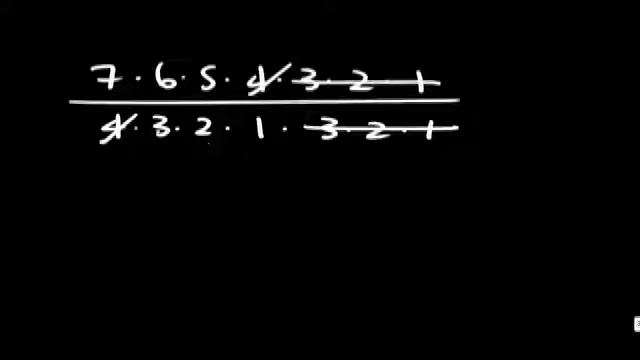 7 · 6 · 5 · 4 · 3 · 2 · 1
4 · 3 · 2 · 1 · 3 · 2 · 1